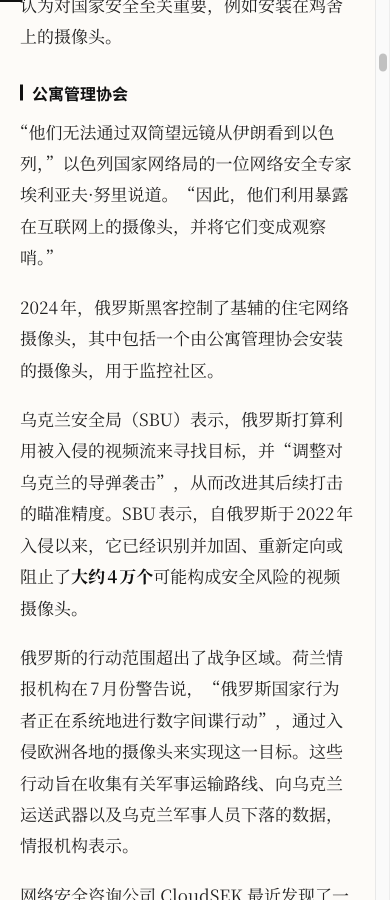 认为对国家安全至关重要，例如安装在鸡舍
上的摄像头。
公寓管理协会
“他们无法通过双筒望远镜从伊朗看到以色
列，”以色列国家网络局的一位网络安全专家
埃利亚夫·努里说道。“因此，他们利用暴露
在互联网上的摄像头，并将它们变成观察
哨。”
2024年，俄罗斯黑客控制了基辅的住宅网络
摄像头，其中包括一个由公寓管理协会安装
的摄像头，用于监控社区。
乌克兰安全局（SBU）表示，俄罗斯打算利
用被入侵的视频流来寻找目标，并“调整对
乌克兰的导弹袭击”，从而改进其后续打击
的瞄准精度。SBU表示，自俄罗斯于2022年
入侵以来，它已经识别并加固、重新定向或
阻止了大约4万个可能构成安全风险的视频
摄像头。
俄罗斯的行动范围超出了战争区域。荷兰情
报机构在7月份警告说，“俄罗斯国家行为
者正在系统地进行数字间谍行动”，通过入
侵欧洲各地的摄像头来实现这一目标。这些
行动旨在收集有关军事运输路线、向乌克兰
运送武器以及乌克兰军事人员下落的数据，
情报机构表示。
网络安全咨询公司 CloudSEK 最近发现了一